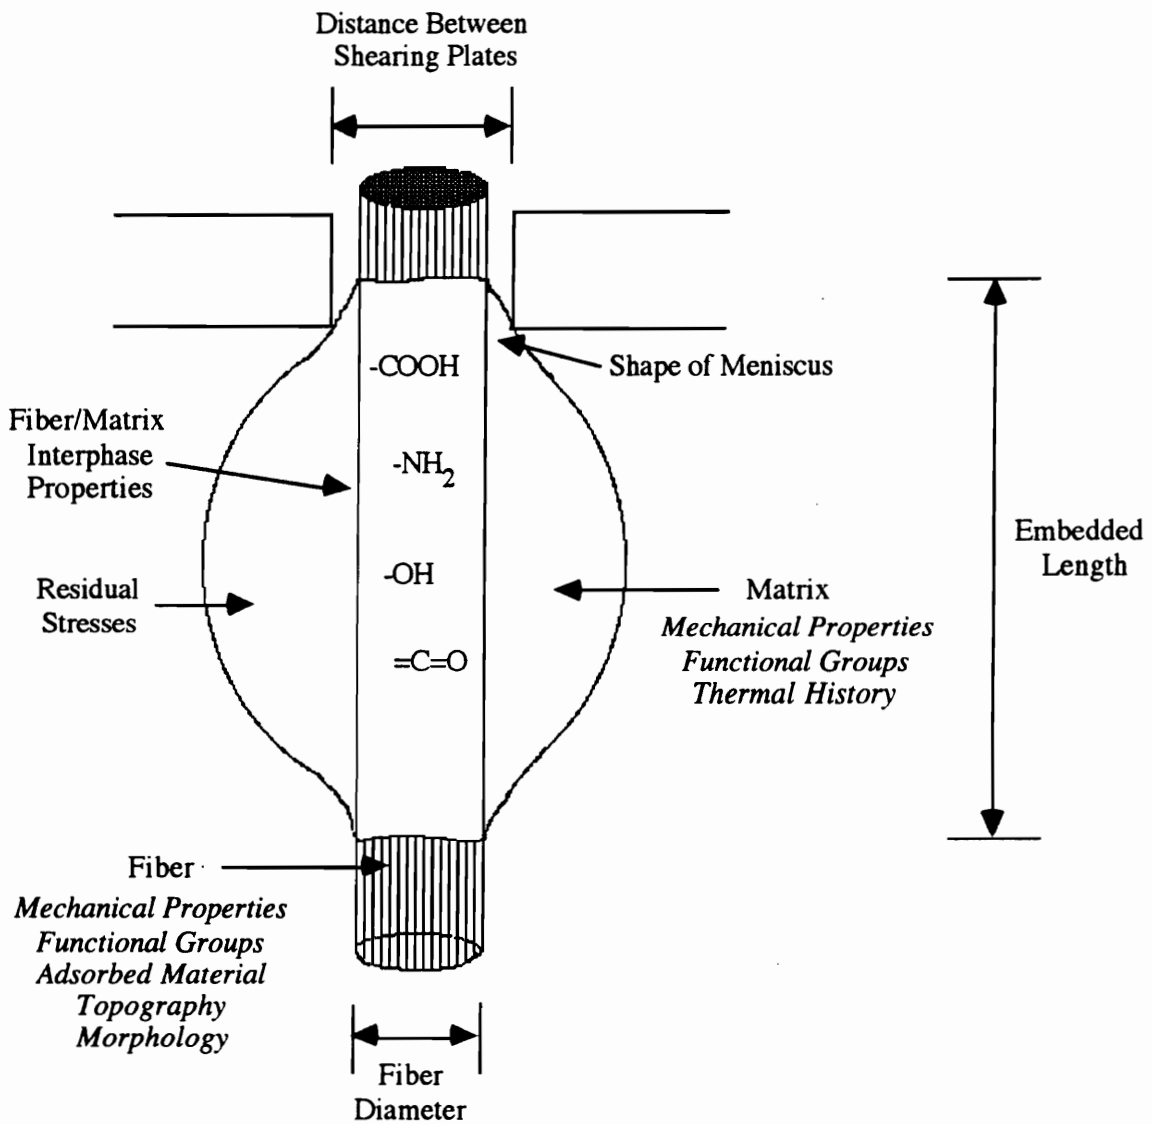 Distance Between
Shearing Plates
-COOH
Shape of Meniscus
Fiber/Matrix
Interphase
Properties
-NH2
Embedded
Length
-OH
Residual
Stresses
Matrix
Mechanical Properties
Functional Groups
Thermal History
=C=O
Fiber
Mechanical Properties
Functional Groups
Adsorbed Material
Topography
Morphology
Fiber
Diameter